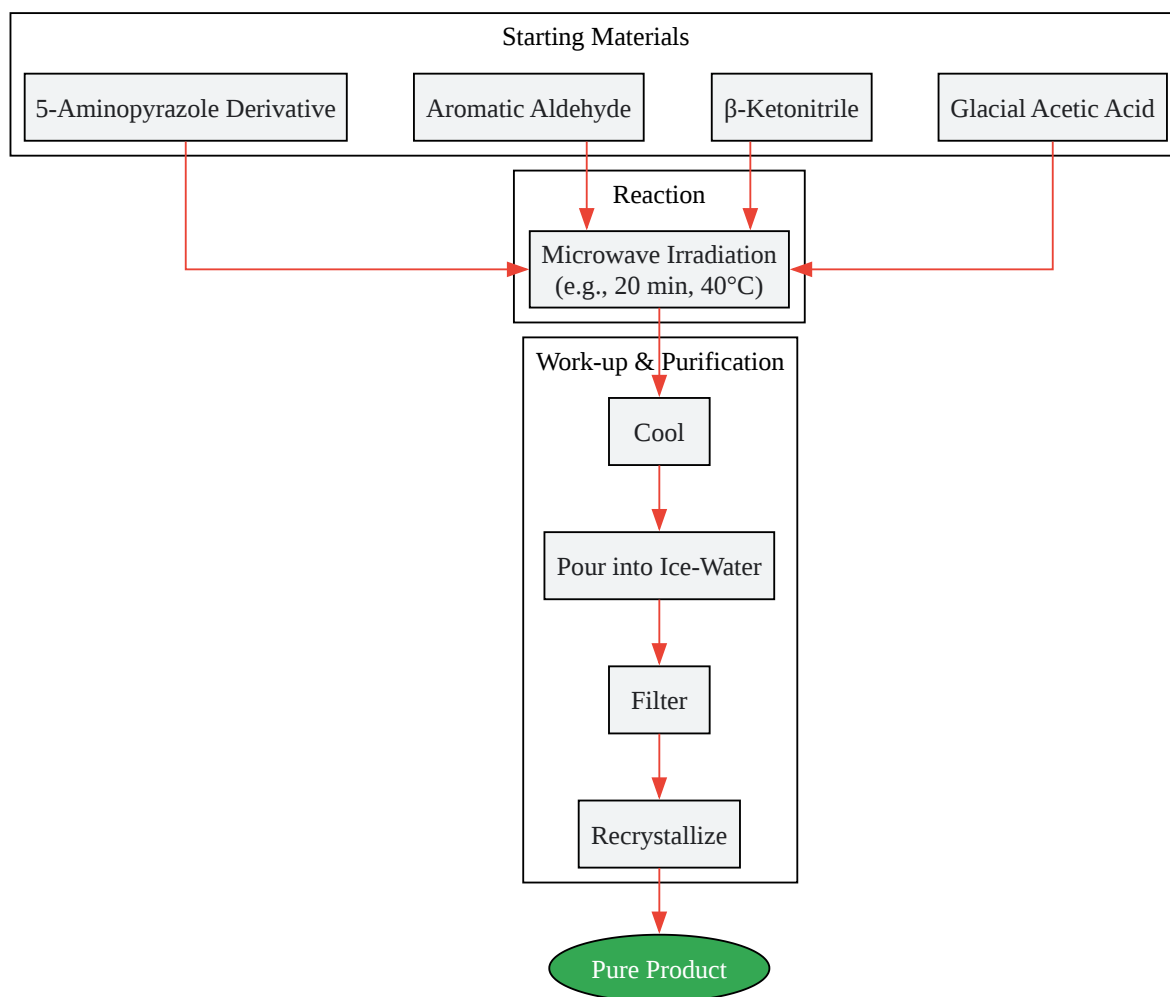 Starting Materials
5-Aminopyrazole Derivative
Aromatic Aldehyde
β-Ketonitrile
Glacial Acetic Acid
Reaction
Microwave Irradiation
(e.g., 20 min, 40°C)
Work-up & Purification
Cool
Pour into Ice-Water
Filter
Recrystallize
Pure Product